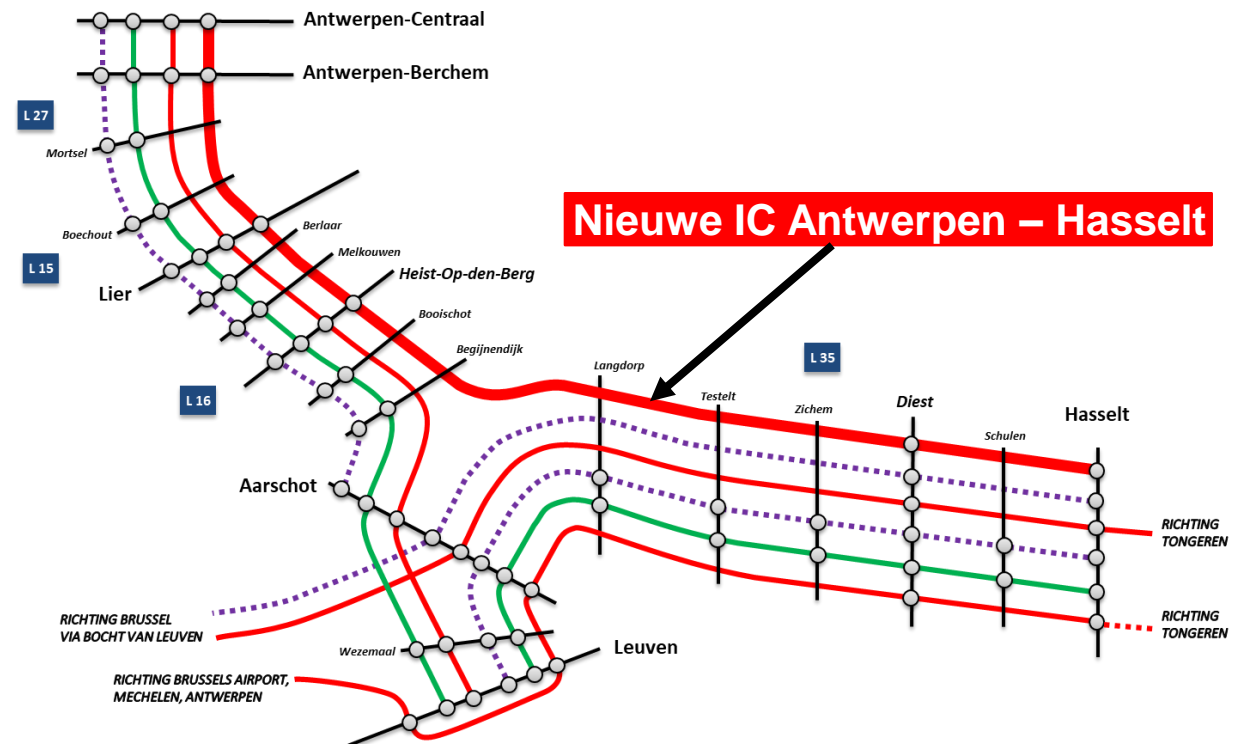 Antwerpen-Centraal
Antwerpen-Berchem
L 27
Mortsel
Nieuwe IC Antwerpen – Hasselt
Boechout
Berlaar
Melkouwen
L 15
Heist-Op-den-Berg
Lier
Booischot
Begijnendijk
L 35
Langdorp
Testelt
Zichem
Diest
Schulen
Hasselt
L 16
Aarschot
RICHTING
TONGEREN
RICHTING BRUSSEL
VIA BOCHT VAN LEUVEN
RICHTING
TONGEREN
Wezemaal
Leuven
RICHTING BRUSSELS AIRPORT,
MECHELEN, ANTWERPEN